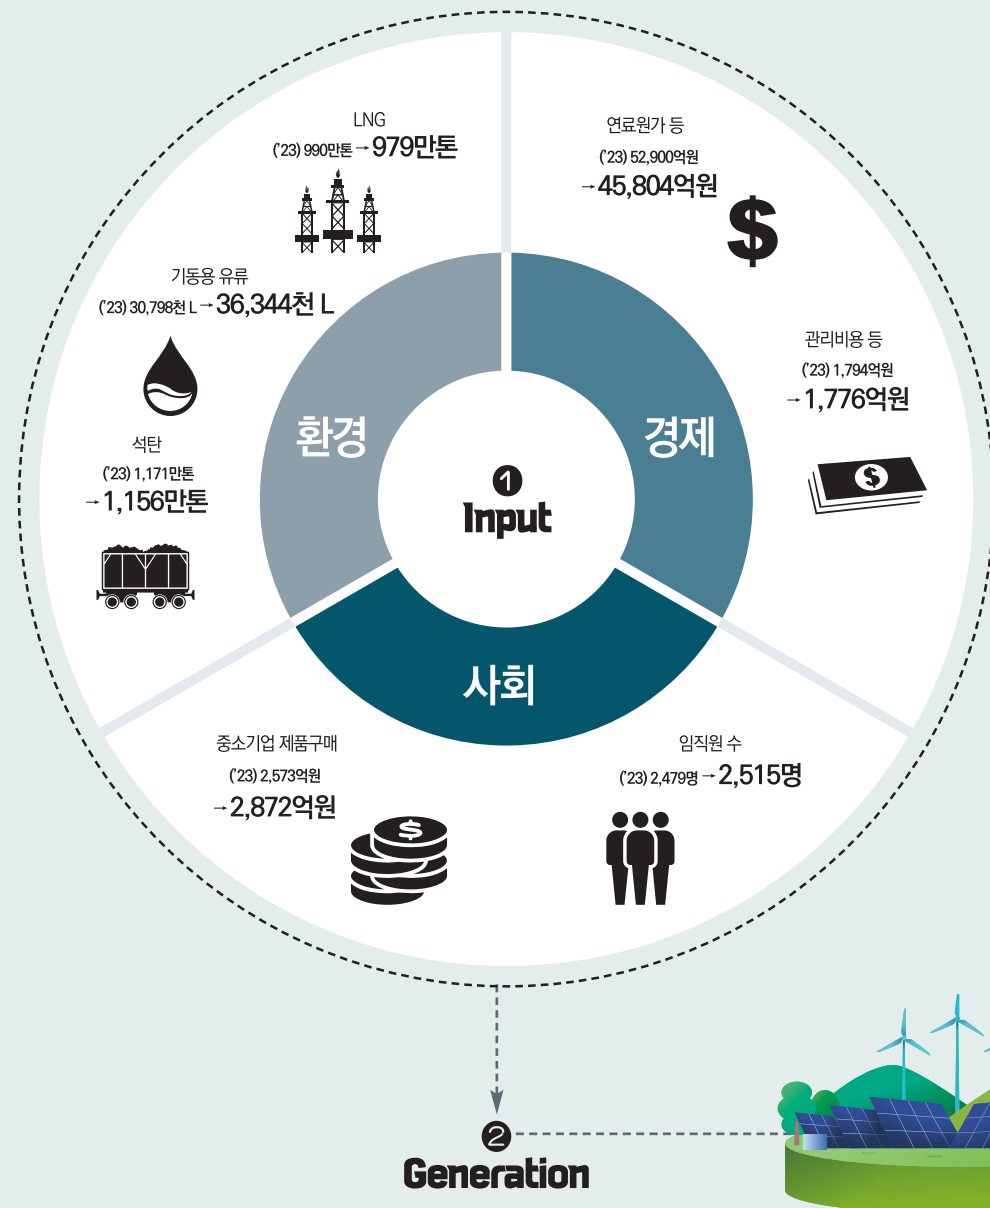 LNG
('23) 990만톤 → 979만톤
기동용 유류
('23) 30,798천 L → 36,344천 L
석탄
('23) 1,171만톤
→ 1,156만톤
환경
연료원가 등
('23) 52,900억원
→ 45,804억원
$
관리비용 등
('23) 1,794억원
→ 1,776억원
$
경제
1
Input
사회
중소기업 제품구매
('23) 2,573억원
→ 2,872억원
$
임직원 수
('23) 2,479명 → 2,515명
2
Generation